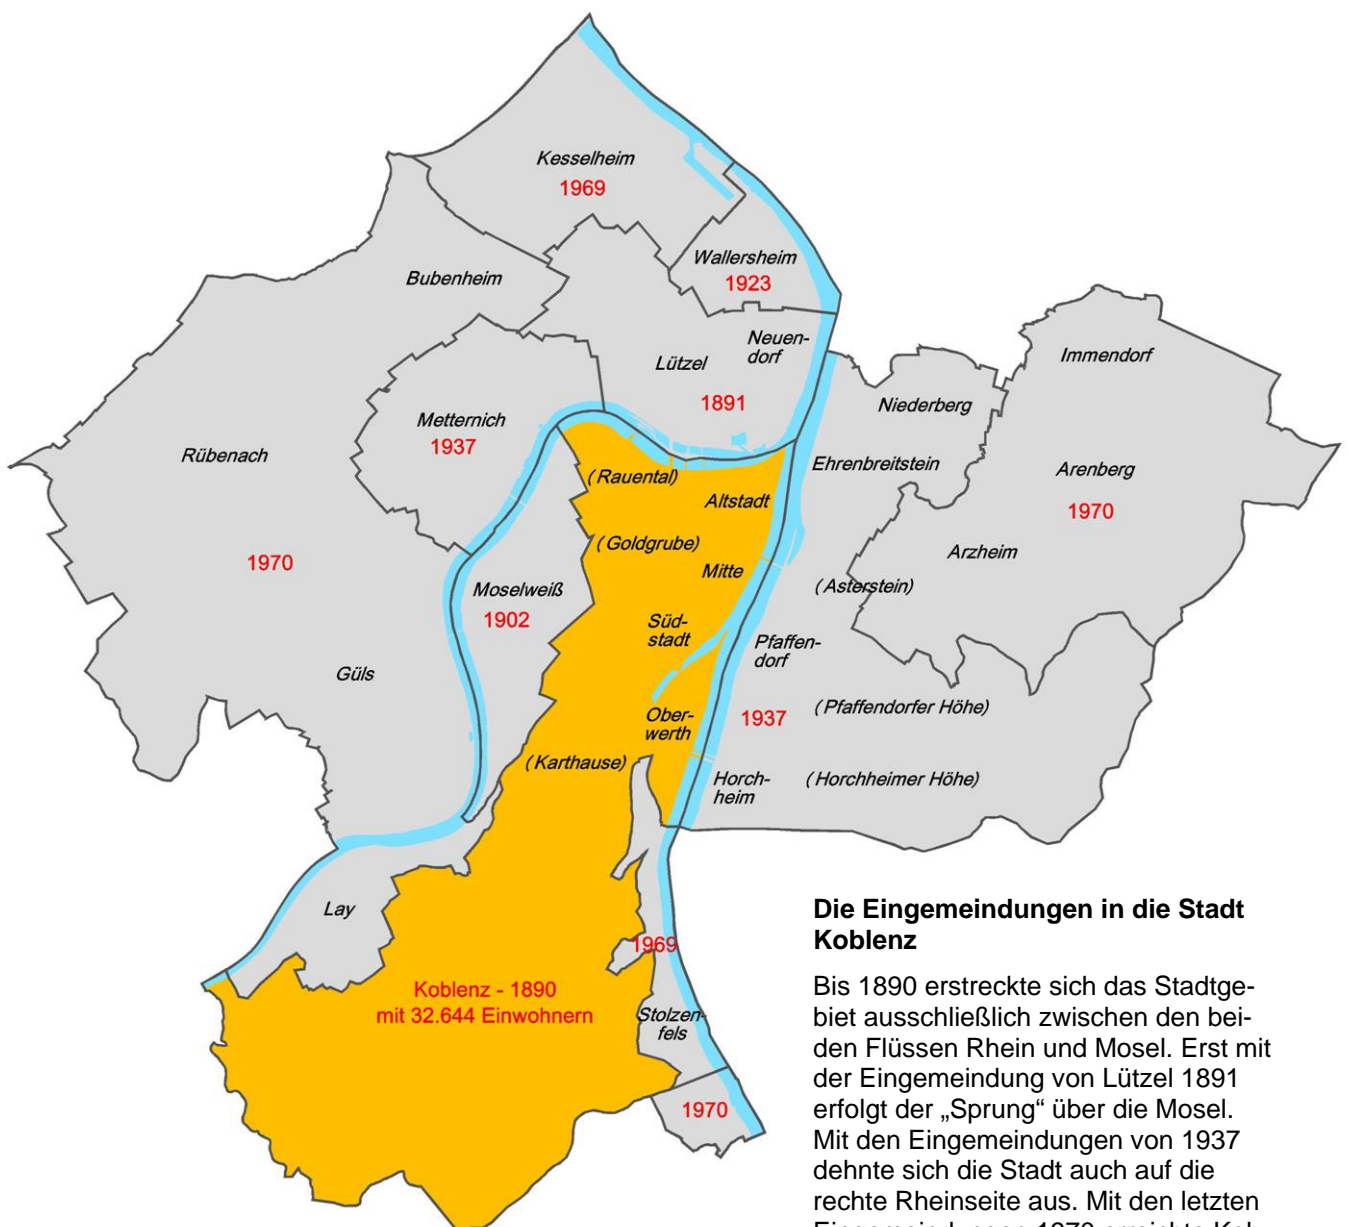 Kesselheim
1969
Wallersheim
1923
Bubenheim
Neuen-
dorf
Lützel
1891
Immendorf
Niederberg
Metternich
1937
Rübenach
1970
Ehrenbreitstein
Arenberg
1970
Arzheim
(Rauental)
Altstadt
(Goldgrube)
Mitte
(Asterstein)
Moselweiß
1902
Süd-
stadt
Pfaffen-
dorf
Güls
Ober-
werth
1937
(Pfaffendorfer Höhe)
(Karthause)
Horch-
heim
(Horchheimer Höhe)
Lay
1969
Koblenz - 1890
mit 32.644 Einwohnern
Stolzen-
fels
1970
Die Eingemeindungen in die Stadt
Koblenz
Bis 1890 erstreckte sich das Stadtge-
biet ausschließlich zwischen den bei-
den Flüssen Rhein und Mosel. Erst mit
der Eingemeindung von Lützel 1891
erfolgt der „Sprung“ über die Mosel.
Mit den Eingemeindungen von 1937
dehnte sich die Stadt auch auf die
rechte Rheinseite aus. Mit den letzten
Eingemeindungen 1970 erreichte Kob-